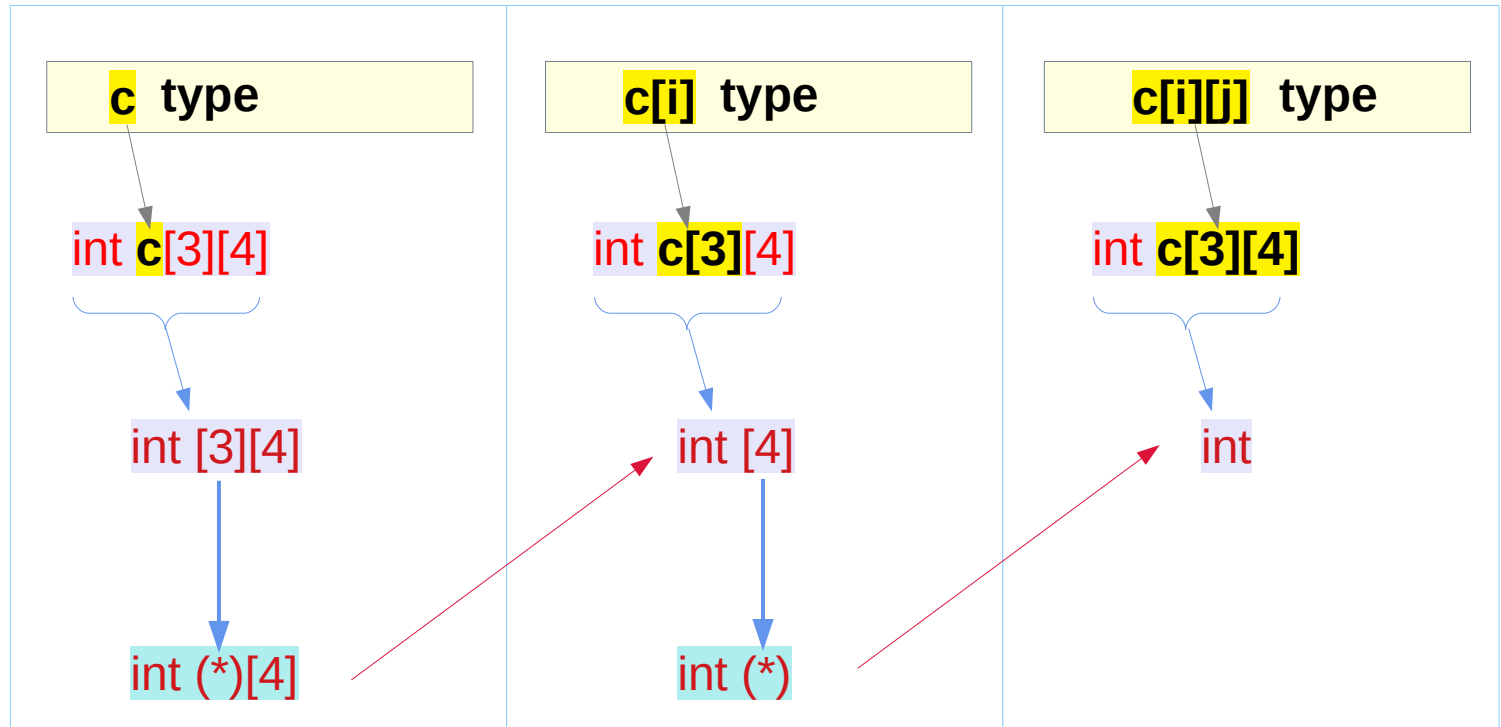 c type
int c[3][4]
int [3][4]
int (*)[4]
c[i] type
int c[3][4]
int [4]
int (*)
c[i][j] type
int c[3][4]
int